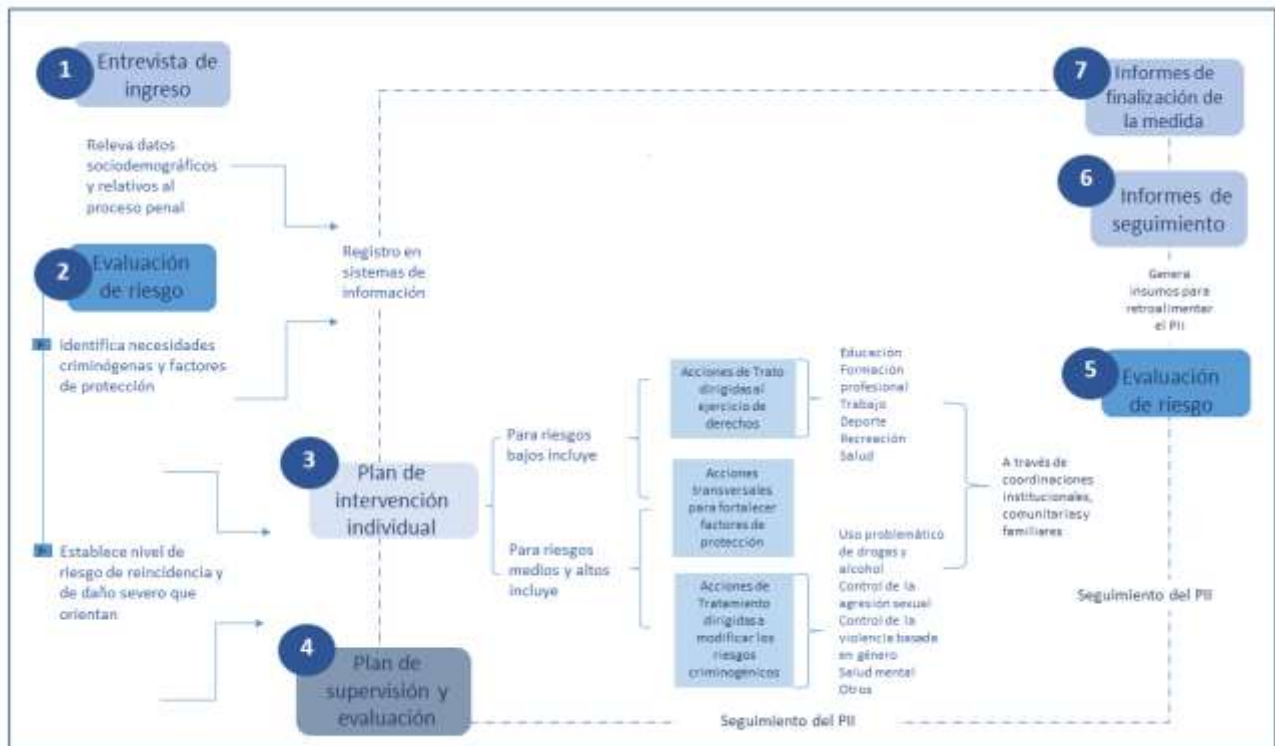 1
Entrevista de
ingreso
Releva datos
sociodemográficos
y relativos al
proceso penal
2
Evaluación
de riesgo
Identifica necesidades
criminógenas y factores
de protección
Establece nivel de
riesgo de reincidencia y
de daño severo que
orientan
Registro en
sistemas de
información
3
Plan de
intervención
individual
4
Plan de
supervisión y
evaluación
Para riesgos
bajos incluye
Para riesgos
medios y altos
incluye
Acciones de Trato
dirigidas al
ejercicio de
derechos
Acciones
transversales
para fortalecer
factores de
protección
Acciones de
Tratamiento
dirigidas a
modificar los
riesgos
criminogénicos
Educación
Formación
profesional
Trabajo
Deporte
Recreación
Salud
Uso problemático
de drogas y
alcohol
Control de la
agresión sexual
Control de la
violencia basada
en género
Salud mental
Otros
A través de
coordinaciones
institucionales,
comunitarias y
familiares
7
Informes de
finalización de
la medida
6
Informes de
seguimiento
Genera
insumos para
retroalimentar
el PII
5
Evaluación
de riesgo
Seguimiento del PII
Seguimiento del PII